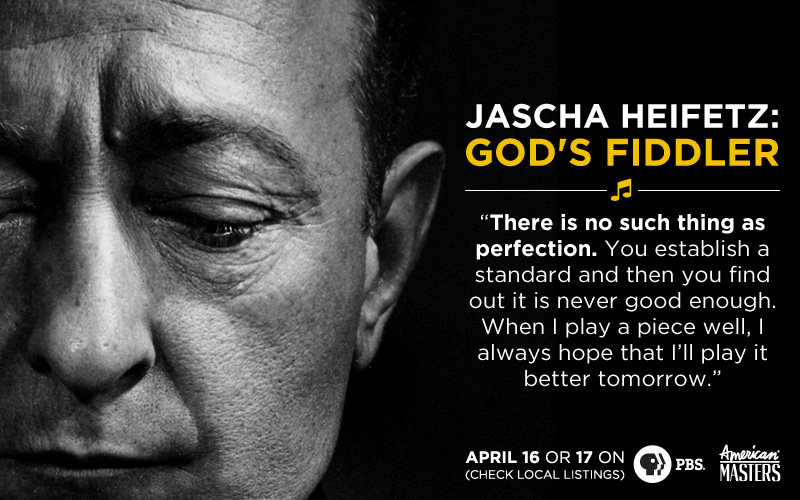 JASCHA HEIFETZ:
GOD'S FIDDLER
“There is no such thing as
perfection. You establish a
standard and then you find
out it is never good enough.
When I play a piece well, I
always hope that I’ll play it
better tomorrow.”
APRIL 16 OR 17 ON
(CHECK LOCAL LISTINGS)
PBS.
American
MASTERS